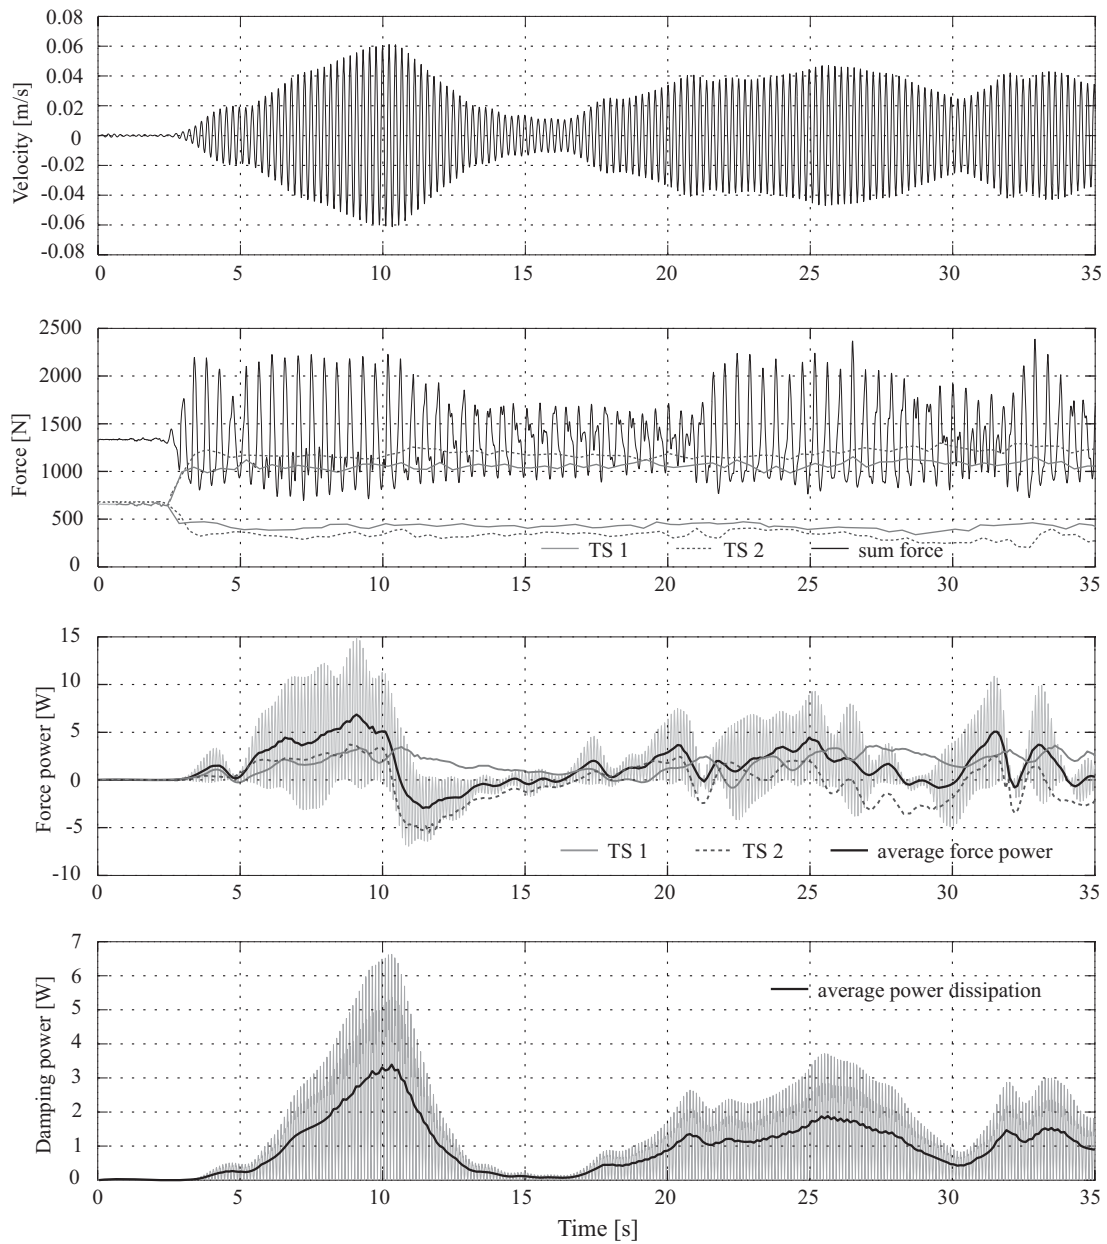 0.08
0.06
0.04
0.02
0
-0.02
-0.04
-0.06
-0.08
Velocity [m/s]
0 5 10 15 20 25 30 35
2500
2000
1500
1000
500
0
Force [N]
TS 1 TS 2 sum force
0 5 10 15 20 25 30 35
15
10
5
0
-5
-10
Force power [W]
TS 1 TS 2 average force power
0 5 10 15 20 25 30 35
7
6
5
4
3
2
1
0
Damping power [W]
average power dissipation
0 5 10 15 20 25 30 35
Time [s]